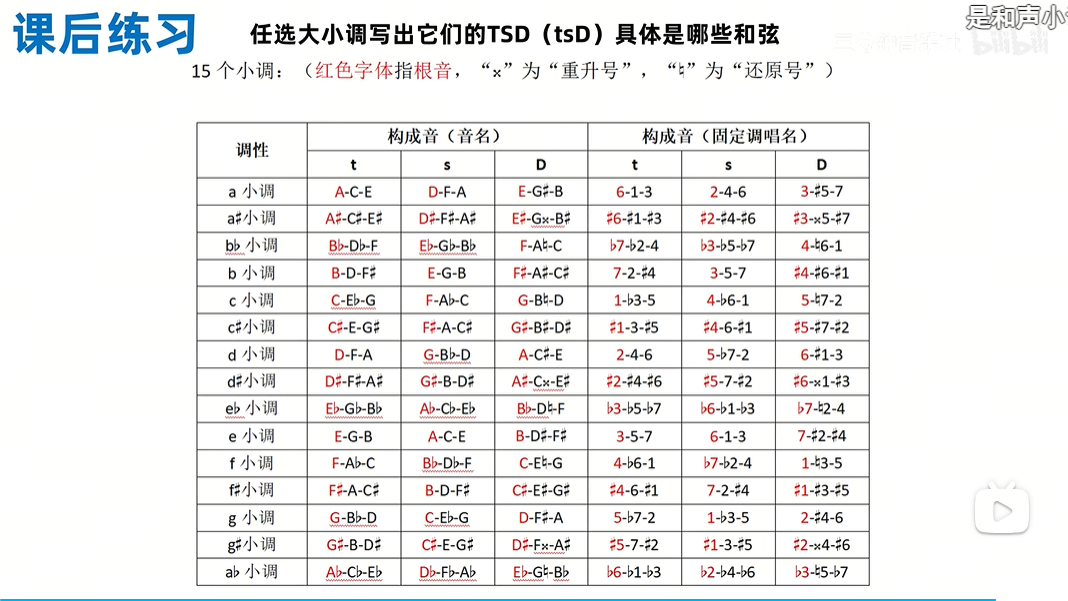 课后练习
任选大小调写出它们的TSD（tsD）具体是哪些和弦
是和声小
bilibili
15 个小调：（红色字体指根音，“𝄪”为“重升号”，“♮”为“还原号”）
调性 构成音（音名） 构成音（固定调唱名）
t s D t s D
a 小调 A-C-E D-F-A E-G♯-B 6-1-3 2-4-6 3-♯5-7
a♯小调 A♯-C♯-E♯ D♯-F♯-A♯ E♯-G𝄪-B♯ ♯6-♯1-♯3 ♯2-♯4-♯6 ♯3-𝄪5-♯7
b♭ 小调 B♭-D♭-F E♭-G♭-B♭ F-A♮-C ♭7-♭2-4 ♭3-♭5-♭7 4-♮6-1
b 小调 B-D-F♯ E-G-B F♯-A♯-C♯ 7-2-♯4 3-5-7 ♯4-♯6-♯1
c 小调 C-E♭-G F-A♭-C G-B♮-D 1-♭3-5 4-♭6-1 5-♮7-2
c♯小调 C♯-E-G♯ F♯-A-C♯ G♯-B♯-D♯ ♯1-3-♯5 ♯4-6-♯1 ♯5-♯7-♯2
d 小调 D-F-A G-B♭-D A-C♯-E 2-4-6 5-♭7-2 6-♯1-3
d♯小调 D♯-F♯-A♯ G♯-B-D♯ A♯-C𝄪-E♯ ♯2-♯4-♯6 ♯5-7-♯2 ♯6-𝄪1-♯3
e♭ 小调 E♭-G♭-B♭ A♭-C♭-E♭ B♭-D♮-F ♭3-♭5-♭7 ♭6-♭1-♭3 ♭7-♮2-4
e 小调 E-G-B A-C-E B-D♯-F♯ 3-5-7 6-1-3 7-♯2-♯4
f 小调 F-A♭-C B♭-D♭-F C-E♮-G 4-♭6-1 ♭7-♭2-4 1-♮3-5
f♯小调 F♯-A-C♯ B-D-F♯ C♯-E♯-G♯ ♯4-6-♯1 7-2-♯4 ♯1-♯3-♯5
g 小调 G-B♭-D C-E♭-G D-F♯-A 5-♭7-2 1-♭3-5 2-♯4-6
g♯小调 G♯-B-D♯ C♯-E-G♯ D♯-F𝄪-A♯ ♯5-7-♯2 ♯1-3-♯5 ♯2-𝄪4-♯6
a♭ 小调 A♭-C♭-E♭ D♭-F♭-A♭ E♭-G♮-B♭ ♭6-♭1-♭3 ♭2-♭4-♭6 ♭3-♮5-♭7